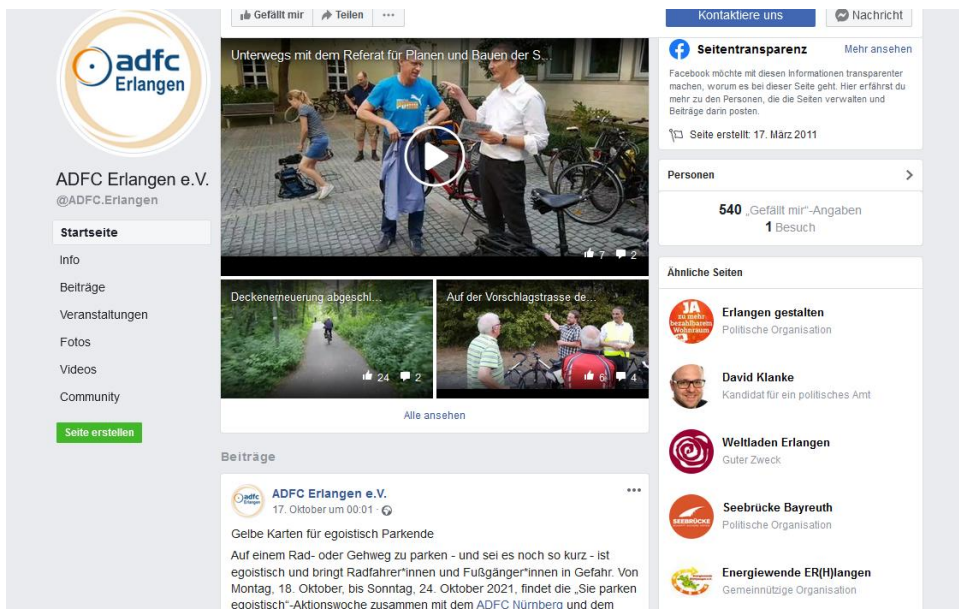 Gefällt mir
Teilen
Kontaktiere uns
Nachricht
adfc
Erlangen
ADFC Erlangen e.V.
@ADFC.Erlangen
Startseite
Info
Beiträge
Veranstaltungen
Fotos
Videos
Community
Seite erstellen
Unterwegs mit dem Referat für Planen und Bauen der S...
7 2
Deckenerneuerung abgeschl...
24 2
Auf der Vorschlagstrasse de...
6 4
Alle ansehen
Beiträge
ADFC Erlangen e.V.
17. Oktober um 00:01 ·
Gelbe Karten für egoistisch Parkende
Auf einem Rad- oder Gehweg zu parken - und sei es noch so kurz - ist
egoistisch und bringt Radfahrer*innen und Fußgänger*innen in Gefahr. Von
Montag, 18. Oktober, bis Sonntag, 24. Oktober 2021, findet die „Sie parken
egoistisch“-Aktionswoche zusammen mit dem ADFC Nürnberg und dem
Seitentransparenz Mehr ansehen
Facebook möchte mit diesen Informationen transparenter
machen, worum es bei dieser Seite geht. Hier erfährst du
mehr zu den Personen, die die Seiten verwalten und
Beiträge darin posten.
Seite erstellt: 17. März 2011
Personen
540 „Gefällt mir“-Angaben
1 Besuch
Ähnliche Seiten
JA
zu mehr
bezahlbarem
Wohnraum
Erlangen gestalten
Politische Organisation
David Klanke
Kandidat für ein politisches Amt
Weltladen Erlangen
Guter Zweck
SEEBRÜCKE
Seebrücke Bayreuth
Politische Organisation
Energiewende ER(H)langen
Gemeinnützige Organisation